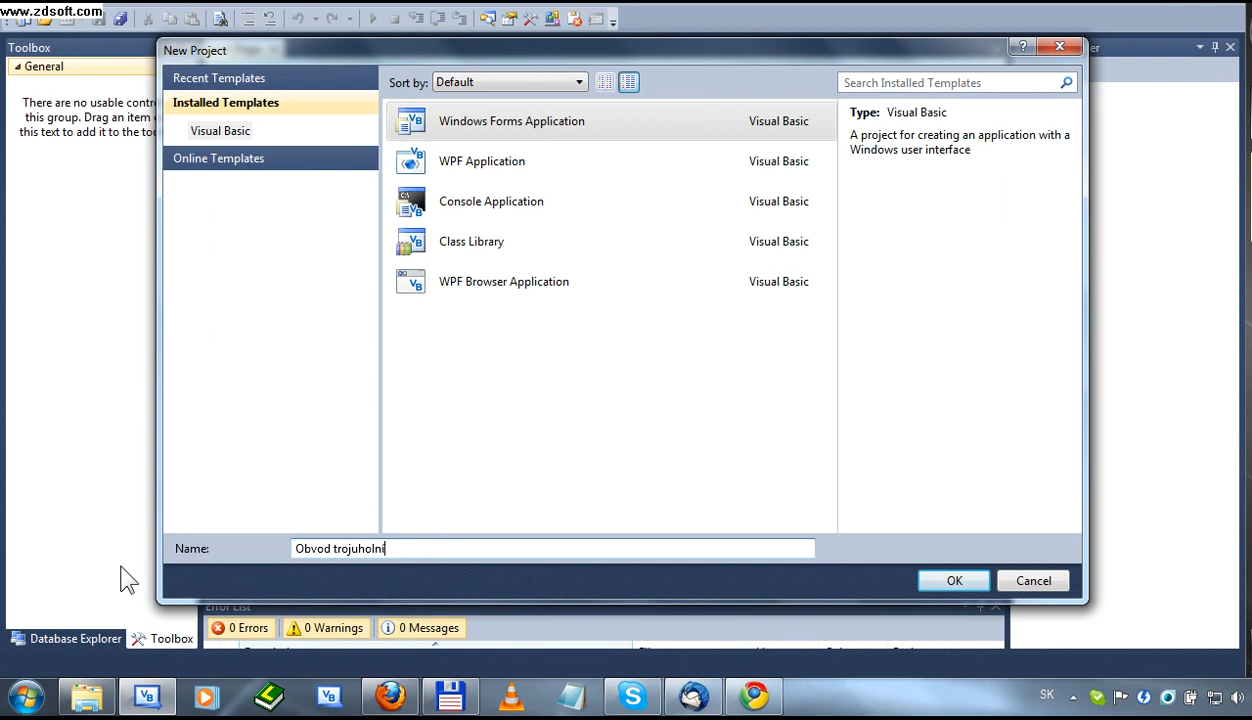 www.zdsoft.com
Toolbox
General
There are no usable contr
this group. Drag an item o
this text to add it to the too
New Project
Recent Templates
Installed Templates
Visual Basic
Online Templates
Sort by:
Default
Search Installed Templates
Windows Forms Application
Visual Basic
WPF Application
Visual Basic
Console Application
Visual Basic
Class Library
Visual Basic
WPF Browser Application
Visual Basic
Type: Visual Basic
A project for creating an application with a
Windows user interface
Name:
Obvod trojuholni
OK
Cancel
Error List
0 Errors
0 Warnings
0 Messages
Database Explorer
Toolbox
SK